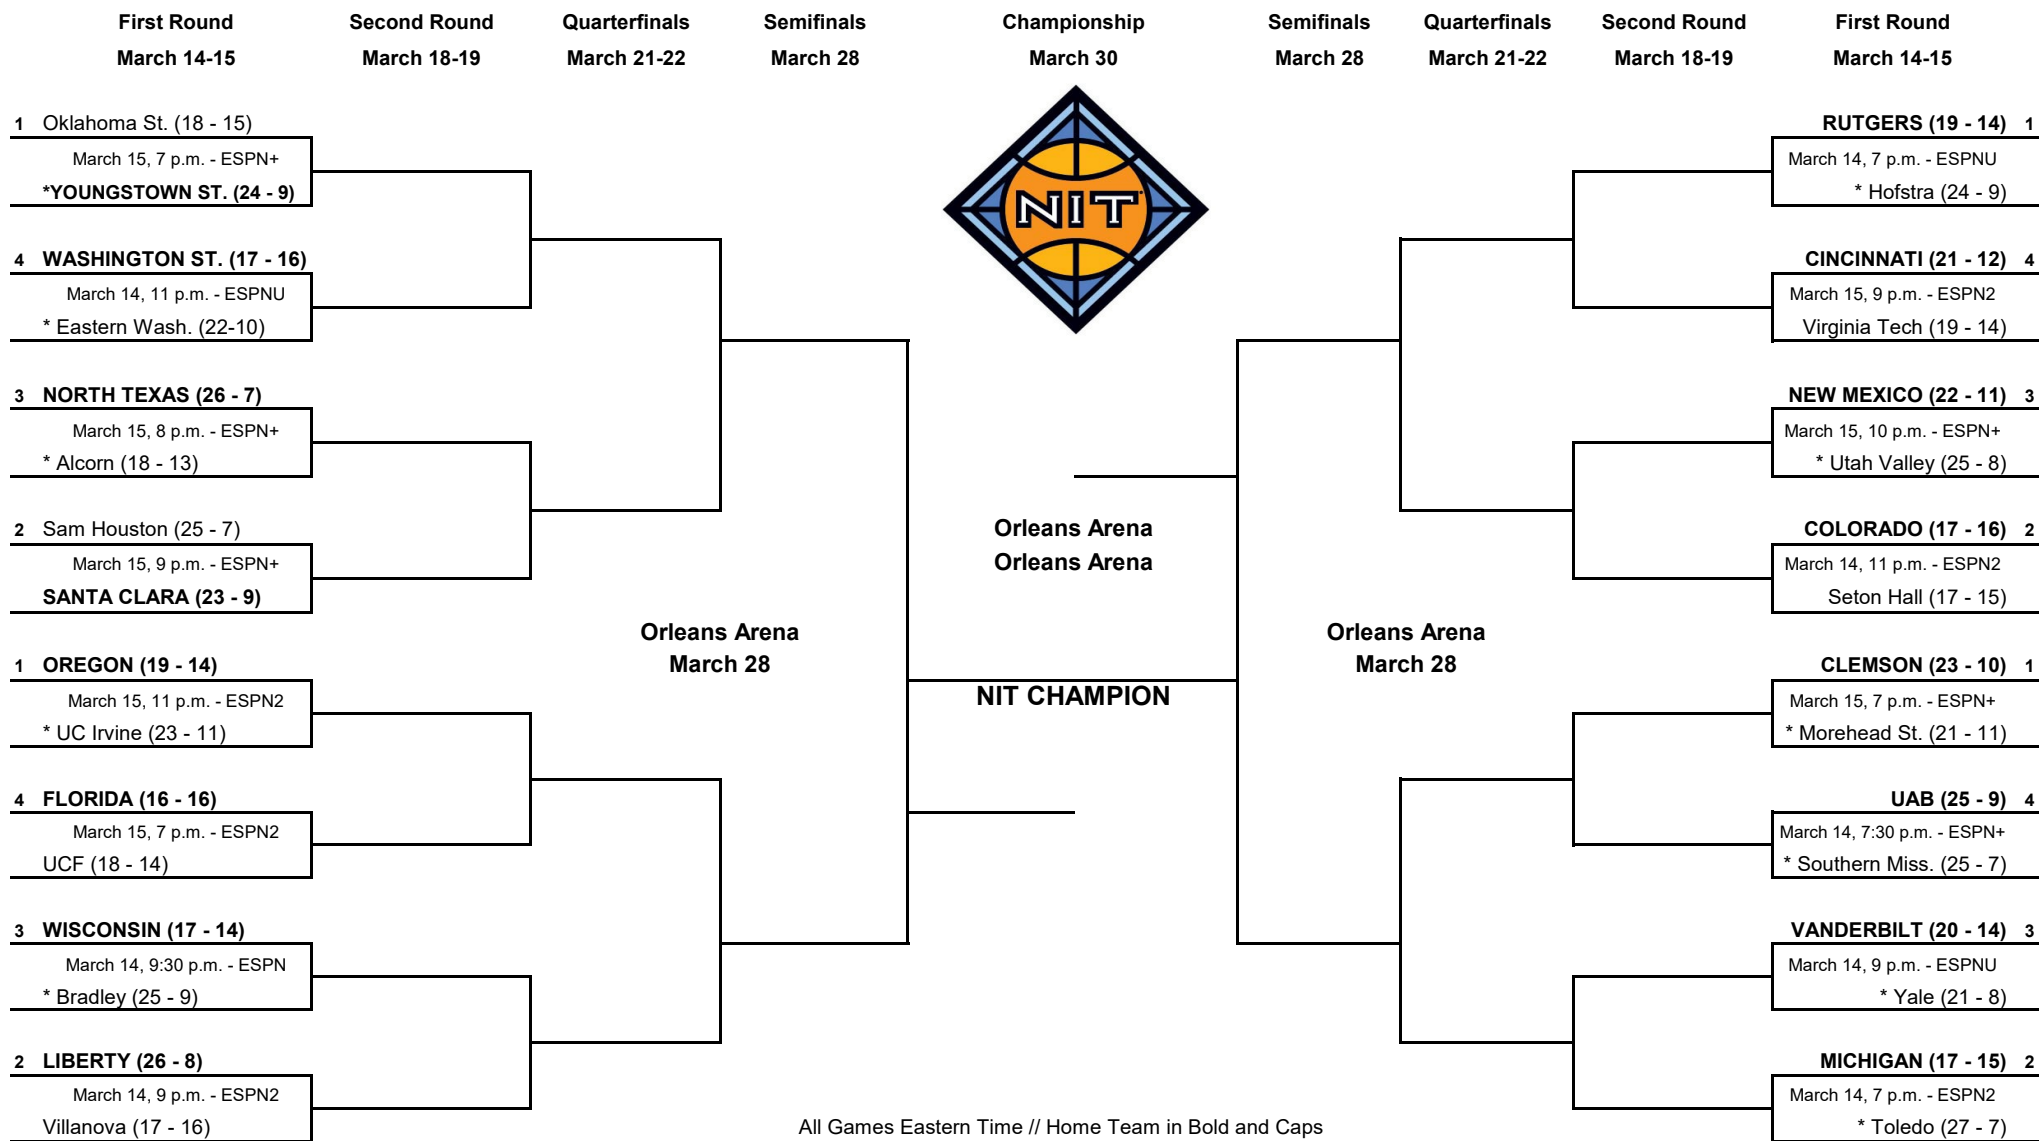 First Round Second Round Quarterfinals Semifinals Championship Semifinals Quarterfinals Second Round First Round
March 14-15 March 18-19 March 21-22 March 28 March 30 March 28 March 21-22 March 18-19 March 14-15
1 Oklahoma St. (18 - 15)
March 15, 7 p.m. - ESPN+
*YOUNGSTOWN ST. (24 - 9)
4 WASHINGTON ST. (17 - 16)
March 14, 11 p.m. - ESPNU
* Eastern Wash. (22-10)
3 NORTH TEXAS (26 - 7)
March 15, 8 p.m. - ESPN+
* Alcorn (18 - 13)
2 Sam Houston (25 - 7)
March 15, 9 p.m. - ESPN+
SANTA CLARA (23 - 9)
1 OREGON (19 - 14)
March 15, 11 p.m. - ESPN2
* UC Irvine (23 - 11)
4 FLORIDA (16 - 16)
March 15, 7 p.m. - ESPN2
UCF (18 - 14)
3 WISCONSIN (17 - 14)
March 14, 9:30 p.m. - ESPN
* Bradley (25 - 9)
2 LIBERTY (26 - 8)
March 14, 9 p.m. - ESPN2
Villanova (17 - 16)
Orleans Arena
March 28
NIT
Orleans Arena
Orleans Arena
NIT CHAMPION
Orleans Arena
March 28
RUTGERS (19 - 14) 1
March 14, 7 p.m. - ESPNU
* Hofstra (24 - 9)
CINCINNATI (21 - 12) 4
March 15, 9 p.m. - ESPN2
Virginia Tech (19 - 14)
NEW MEXICO (22 - 11) 3
March 15, 10 p.m. - ESPN+
* Utah Valley (25 - 8)
COLORADO (17 - 16) 2
March 14, 11 p.m. - ESPN2
Seton Hall (17 - 15)
CLEMSON (23 - 10) 1
March 15, 7 p.m. - ESPN+
* Morehead St. (21 - 11)
UAB (25 - 9) 4
March 14, 7:30 p.m. - ESPN+
* Southern Miss. (25 - 7)
VANDERBILT (20 - 14) 3
March 14, 9 p.m. - ESPNU
* Yale (21 - 8)
MICHIGAN (17 - 15) 2
March 14, 7 p.m. - ESPN2
* Toledo (27 - 7)
All Games Eastern Time // Home Team in Bold and Caps